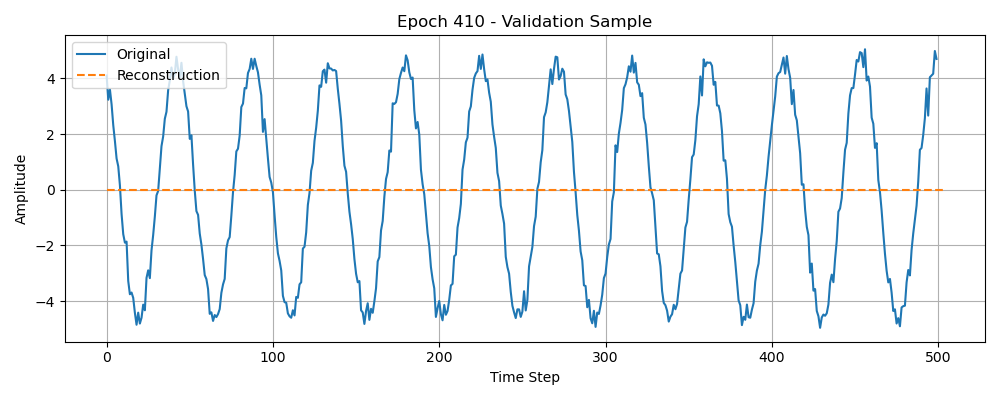 Epoch 410 - Validation Sample
Original
Reconstruction
Amplitude
4
2
0
−2
−4
0 100 200 300 400 500
Time Step